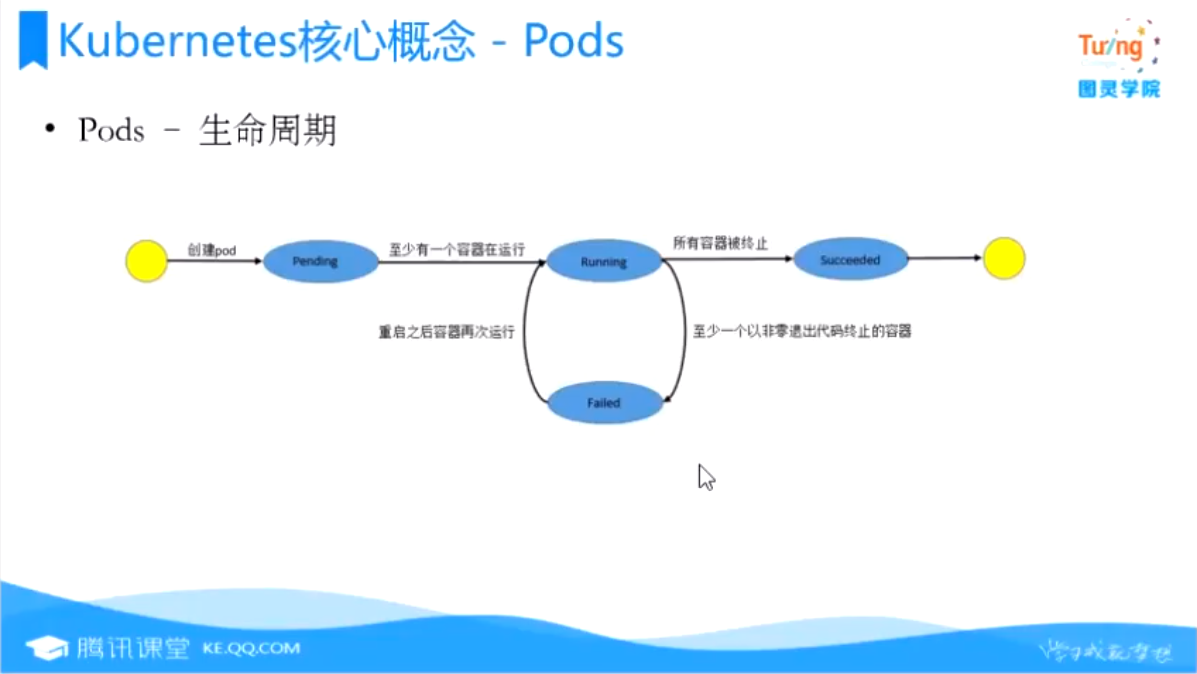 Kubernetes核心概念 - Pods
Turing
图灵学院
• Pods - 生命周期
创建pod
Pending
至少有一个容器在运行
Running
所有容器被终止
Succeeded
重启之后容器再次运行
至少一个以非零退出代码终止的容器
Failed
腾讯课堂 KE.QQ.COM